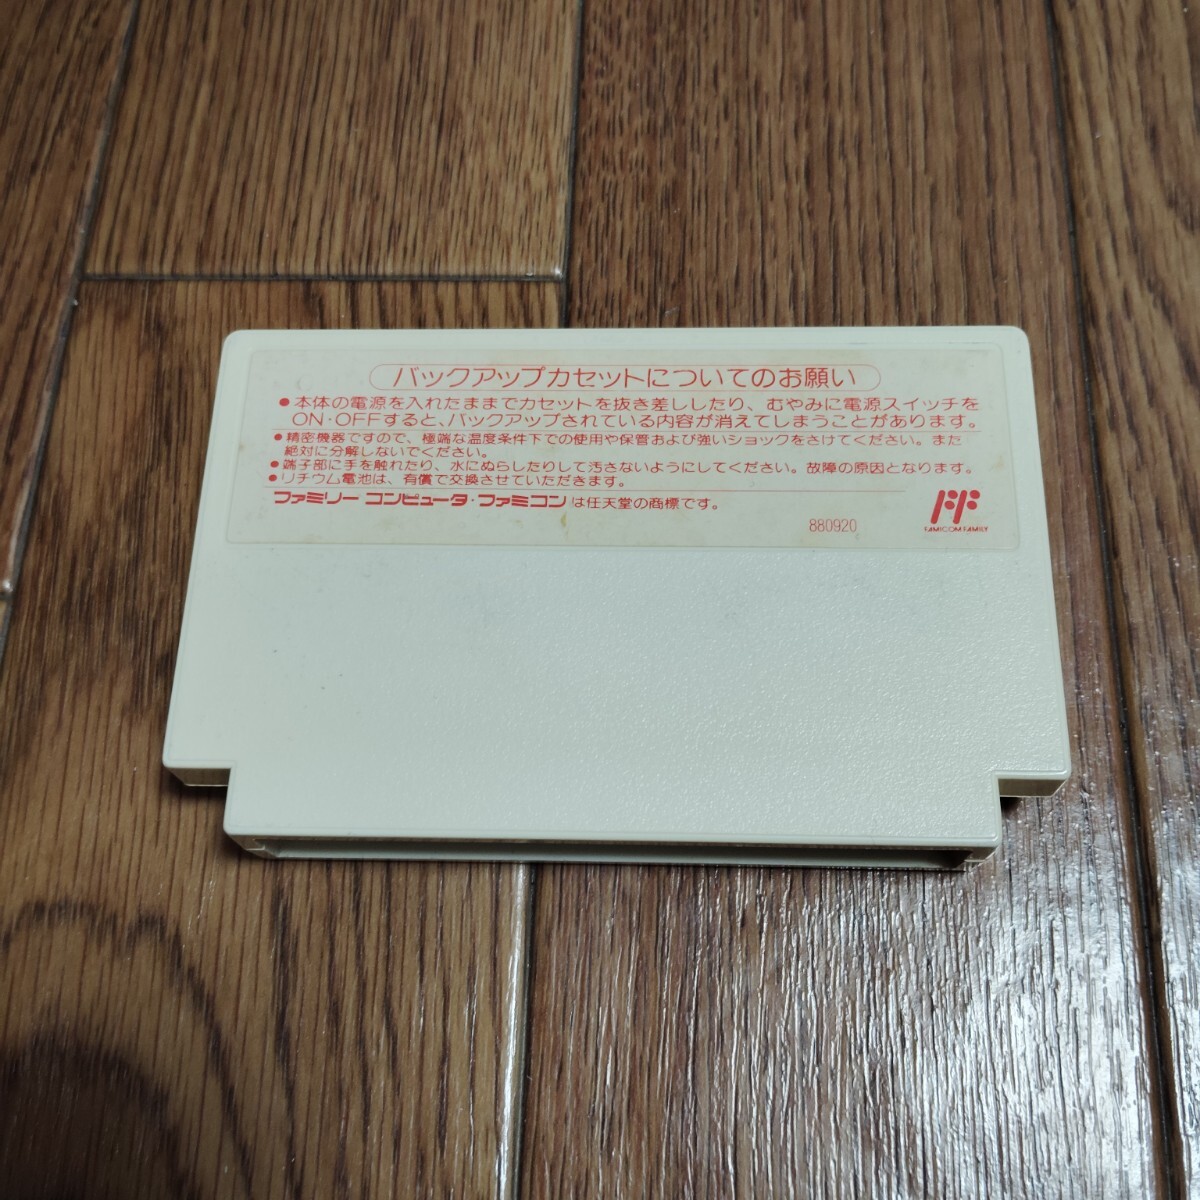 バックアップカセットについてのお願い
●本体の電源を入れたままでカセットを抜き差ししたり、むやみに電源スイッチを
ON・OFFすると、バックアップされている内容が消えてしまうことがあります。
●精密機器ですので、極端な温度条件下での使用や保管および強いショックをさけてください。また
絶対に分解しないでください。
●端子部に手を触れたり、水にぬらしたりして汚さないようにしてください。故障の原因となります。
●リチウム電池は、有償で交換させていただきます。
ファミリー コンピュータ・ファミコンは任天堂の商標です。
880920
FAMICOM FAMILY